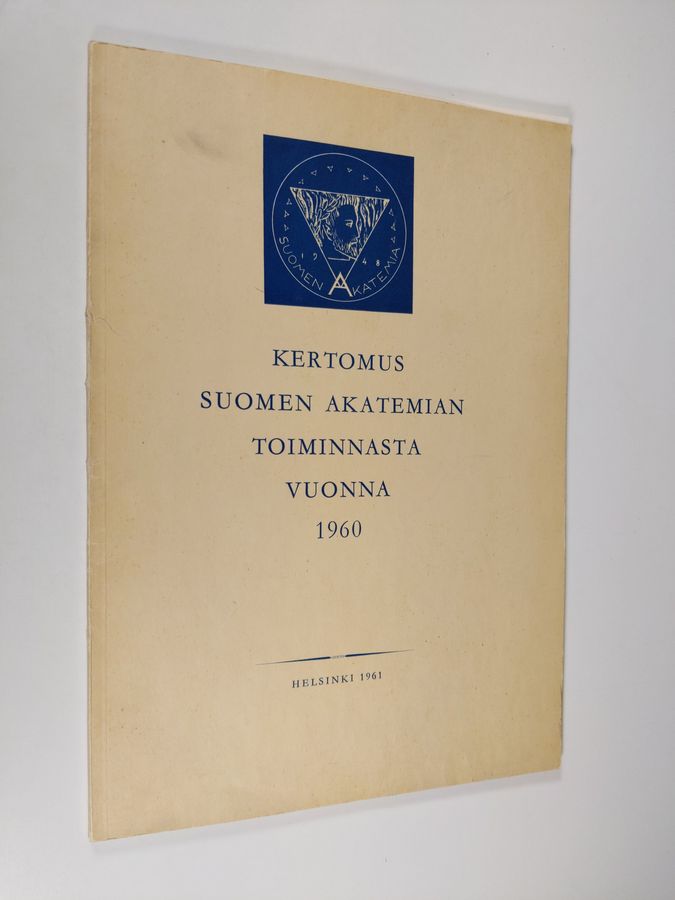 1948
SUOMEN AKATEMIA
KERTOMUS
SUOMEN AKATEMIAN
TOIMINNASTA
VUONNA
1960
HELSINKI 1961